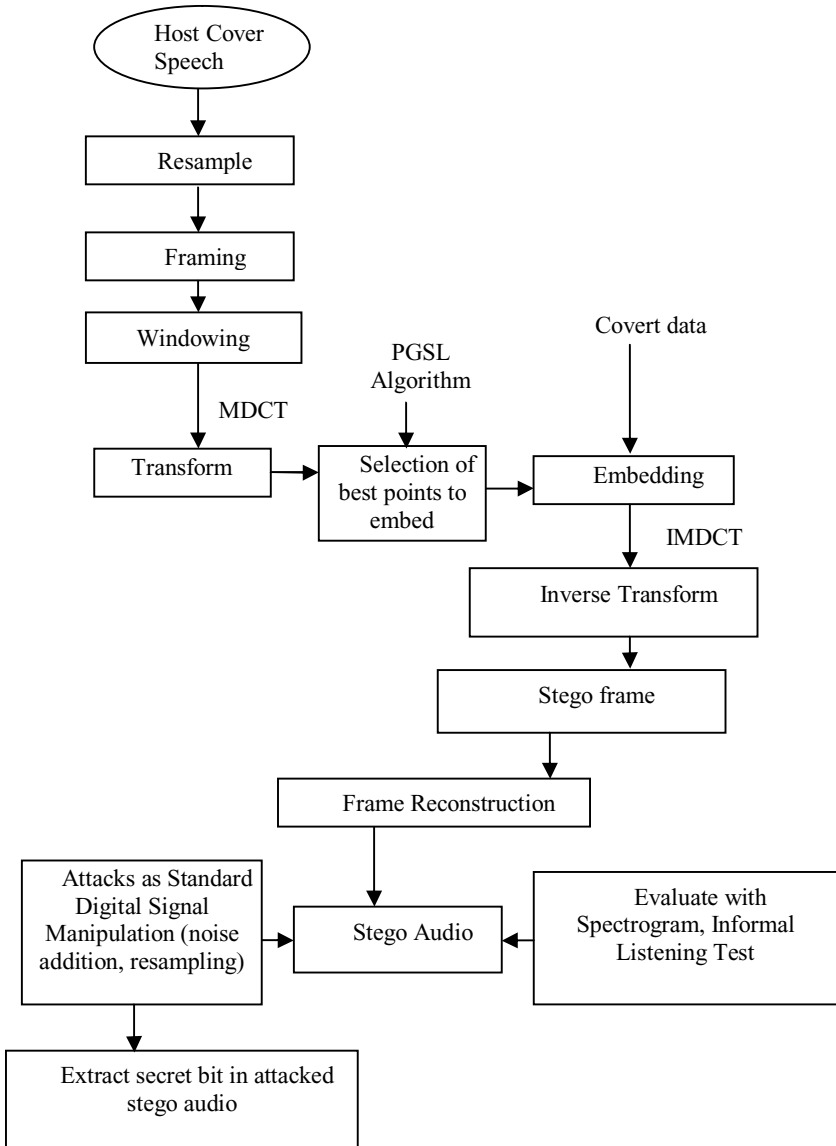 Host Cover
Speech
Resample
Framing
Windowing
MDCT
PGSL
Algorithm
Covert data
Transform
Selection of
best points to
embed
Embedding
IMDCT
Inverse Transform
Stego frame
Frame Reconstruction
Attacks as Standard
Digital Signal
Manipulation (noise
addition, resampling)
Stego Audio
Evaluate with
Spectrogram, Informal
Listening Test
Extract secret bit in attacked
stego audio